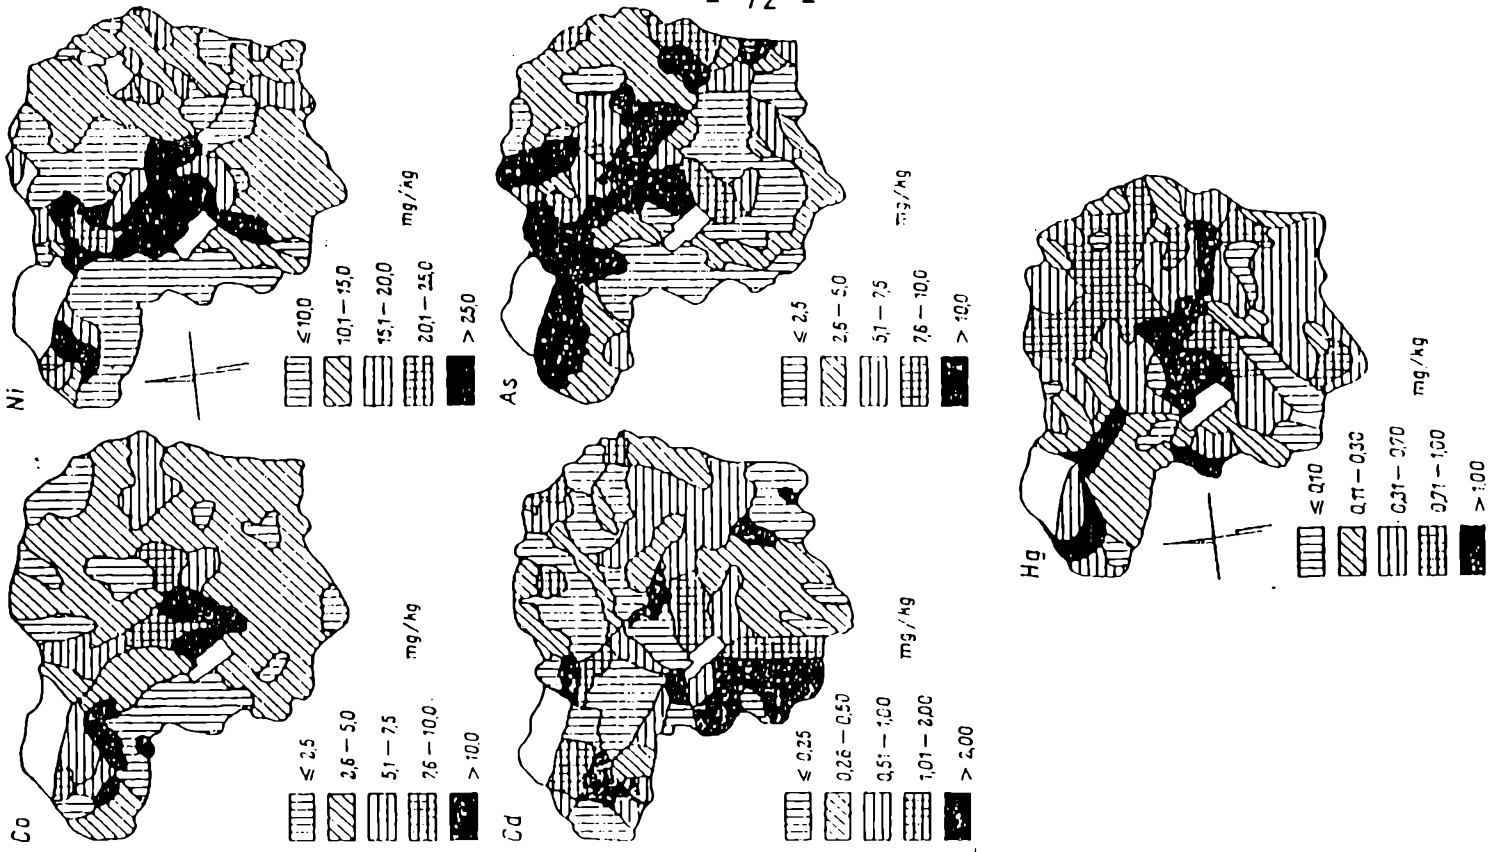 - 72 -
Ni
≤ 10,0
10,1 – 15,0
15,1 – 20,0
20,1 – 25,0
> 25,0
mg/kg
As
≤ 2,5
2,6 – 5,0
5,1 – 7,5
7,6 – 10,0
> 10,0
mg/kg
Co
≤ 2,5
2,6 – 5,0
5,1 – 7,5
7,6 – 10,0
> 10,0
mg/kg
Cd
≤ 0,25
0,26 – 0,50
0,51 – 1,00
1,01 – 2,00
> 2,00
mg/kg
Hg
≤ 0,10
0,11 – 0,30
0,31 – 0,70
0,71 – 1,00
> 1,00
mg/kg